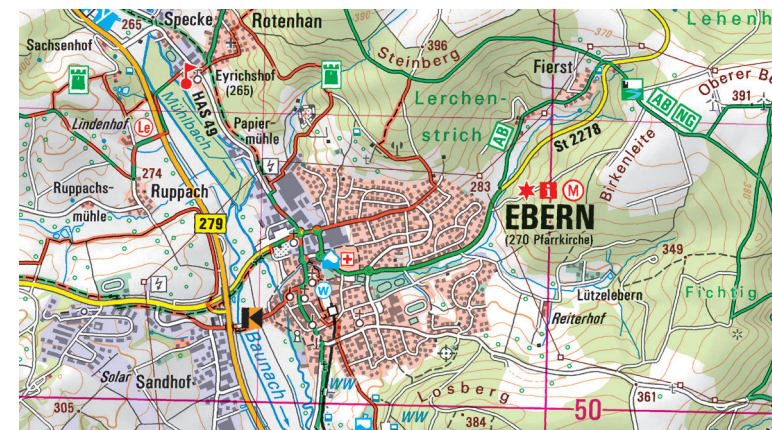 265
Specke
Rotenhan
370
Lehenh
Sachsenhof
Steinberg
396
Eyrichshof
(265)
Fierst
Oberer Be
391
HAS 49
Mühlbach
Lerchen-
strich
AB
AB
NG
Lindenhof
Le
Papier-
mühle
St 2278
Birkenleite
274
Ruppachs-
mühle
Ruppach
283
i
M
279
EBERN
(270 Pfarrkirche)
349
W
Lützelebern
Fichtig
Reiterhof
K
Baunach
Solar
Sandhof
WW
WW
Losberg
361
305
384
50